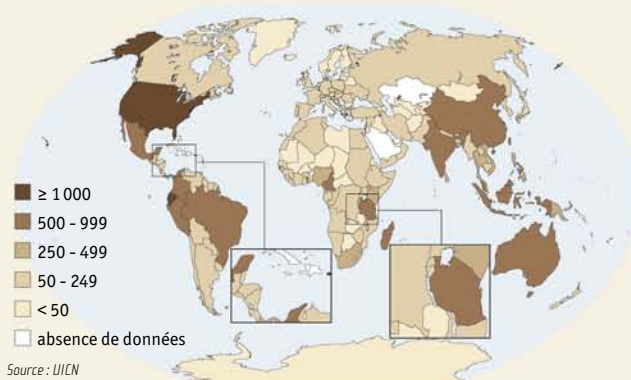 ≥ 1 000
500 - 999
250 - 499
50 - 249
< 50
absence de données
Source : UICN